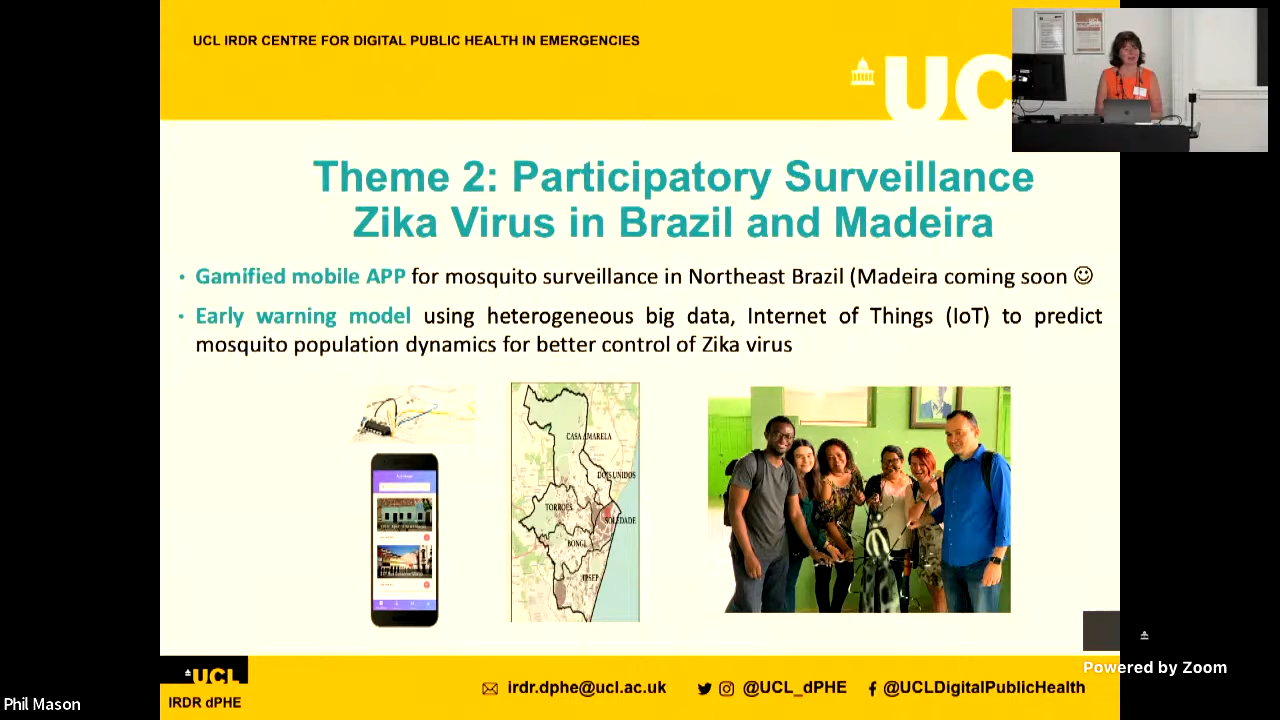 UCL IRDR CENTRE FOR DIGITAL PUBLIC HEALTH IN EMERGENCIES
Theme 2: Participatory Surveillance
Zika Virus in Brazil and Madeira
• Gamified mobile APP for mosquito surveillance in Northeast Brazil (Madeira coming soon ☺
• Early warning model using heterogeneous big data, Internet of Things (IoT) to predict
mosquito population dynamics for better control of Zika virus
CASA AMARELA
DOIS UNIDOS
TORROES
SOLEDADE
BONGI
IPSEP
Powered by Zoom
UCL
IRDR dPHE
irdr.dphe@ucl.ac.uk
@UCL_dPHE
@UCLDigitalPublicHealth
Phil Mason